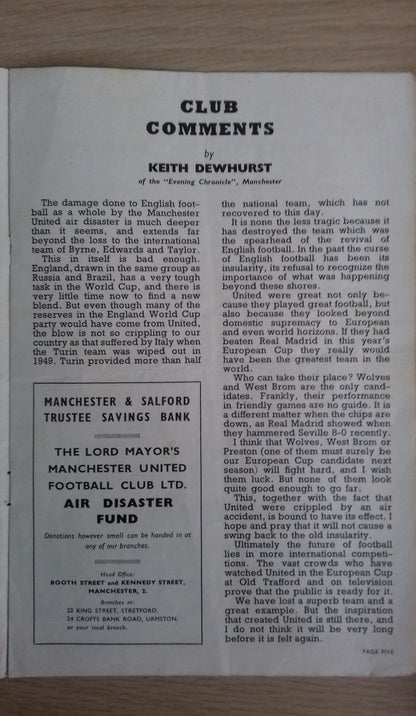 CLUB
COMMENTS
by
KEITH DEWHURST
of the "Evening Chronicle", Manchester
The damage done to English foot-
ball as a whole by the Manchester
United air disaster is much deeper
than it seems, and extends far
beyond the loss to the international
team of Byrne, Edwards and Taylor.
This in itself is bad enough.
England, drawn in the same group as
Russia and Brazil, has a very tough
task in the World Cup, and there is
very little time now to find a new
blend. But even though many of the
reserves in the England World Cup
party would have come from United,
the blow is not so crippling to our
country as that suffered by Italy when
the Turin team was wiped out in
1949. Turin provided more than half
MANCHESTER & SALFORD
TRUSTEE SAVINGS BANK
THE LORD MAYOR'S
MANCHESTER UNITED
FOOTBALL CLUB LTD.
AIR DISASTER
FUND
Donations however small can be handed in at
any of our branches.
Head Office:
BOOTH STREET and KENNEDY STREET,
MANCHESTER, 2.
Branches at:
22 KING STREET, STRETFORD.
24 CROFTS BANK ROAD, URMSTON.
or your local branch.
the national team, which has not
recovered to this day.
It is none the less tragic because it
has destroyed the team which was
the spearhead of the revival of
English football. In the past the curse
of English football has been its
insularity, its refusal to recognize the
importance of what was happening
beyond these shores.
United were great not only be-
cause they played great football, but
also because they looked beyond
domestic supremacy to European
and even world horizons. If they had
beaten Real Madrid in this year's
European Cup they really would
have been the greatest team in the
world.
Who can take their place? Wolves
and West Brom are the only cand-
idates. Frankly, their performance
in friendly games are no guide. It is
a different matter when the chips are
down, as Real Madrid showed when
they hammered Seville 8-0 recently.
I think that Wolves, West Brom or
Preston (one of them must surely be
our European Cup candidate next
season) will fight hard, and I wish
them luck. But none of them look
quite good enough to go far.
This, together with the fact that
United were crippled by an air
accident, is bound to have its effect. I
hope and pray that it will not cause a
swing back to the old insularity.
Ultimately the future of football
lies in more international competi-
tions. The vast crowds who have
watched United in the European Cup
at Old Trafford and on television
prove that the public is ready for it.
We have lost a superb team and a
great example. But the inspiration
that created United is still there, and
I do not think it will be very long
before it is felt again.
PAGE FIVE